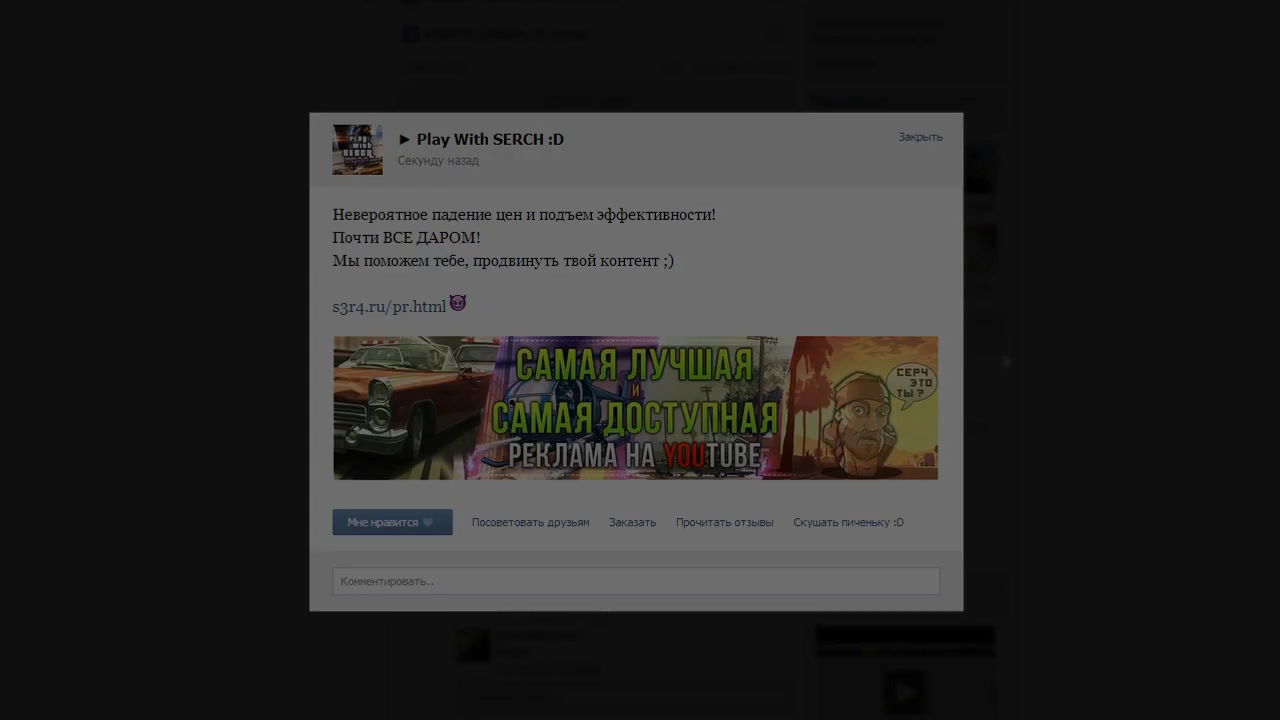 ► Play With SERCH :D
Закрыть
Секунду назад
Невероятное падение цен и подъем эффективности!
Почти ВСЕ ДАРОМ!
Мы поможем тебе, продвинуть твой контент ;)
s3r4.ru/pr.html
САМАЯ ЛУЧШАЯ
И
САМАЯ ДОСТУПНАЯ
РЕКЛАМА НА YOUTUBE
СЕРЧ
ЭТО
ТЫ?
Мне нравится
Посоветовать друзьям
Заказать
Прочитать отзывы
Скушать пиченьку :D
Комментировать..